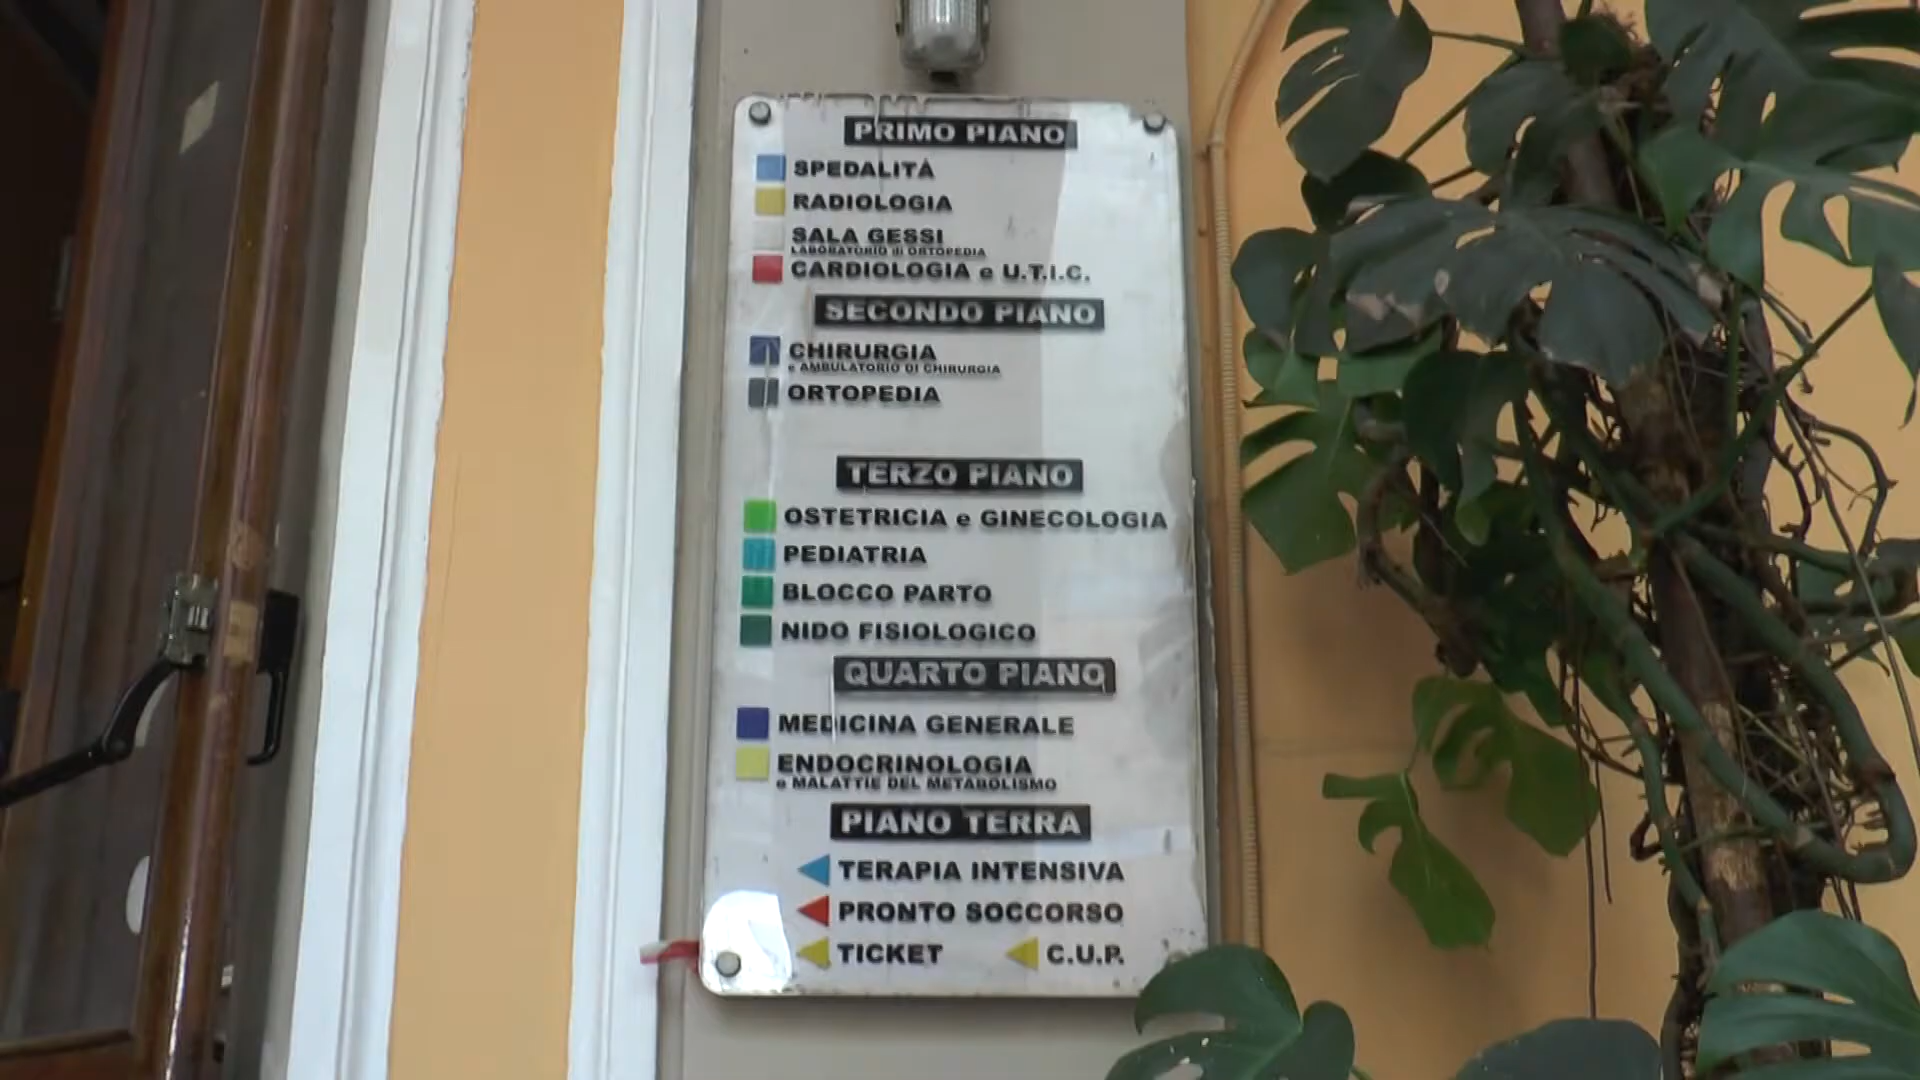 PRIMO PIANO
SPEDALITÀ
RADIOLOGIA
SALA GESSI
LABORATORIO di ORTOPEDIA
CARDIOLOGIA e U.T.I.C.
SECONDO PIANO
CHIRURGIA
e AMBULATORIO DI CHIRURGIA
ORTOPEDIA
TERZO PIANO
OSTETRICIA e GINECOLOGIA
PEDIATRIA
BLOCCO PARTO
NIDO FISIOLOGICO
QUARTO PIANO
MEDICINA GENERALE
ENDOCRINOLOGIA
e MALATTIE DEL METABOLISMO
PIANO TERRA
TERAPIA INTENSIVA
PRONTO SOCCORSO
TICKET C.U.P.